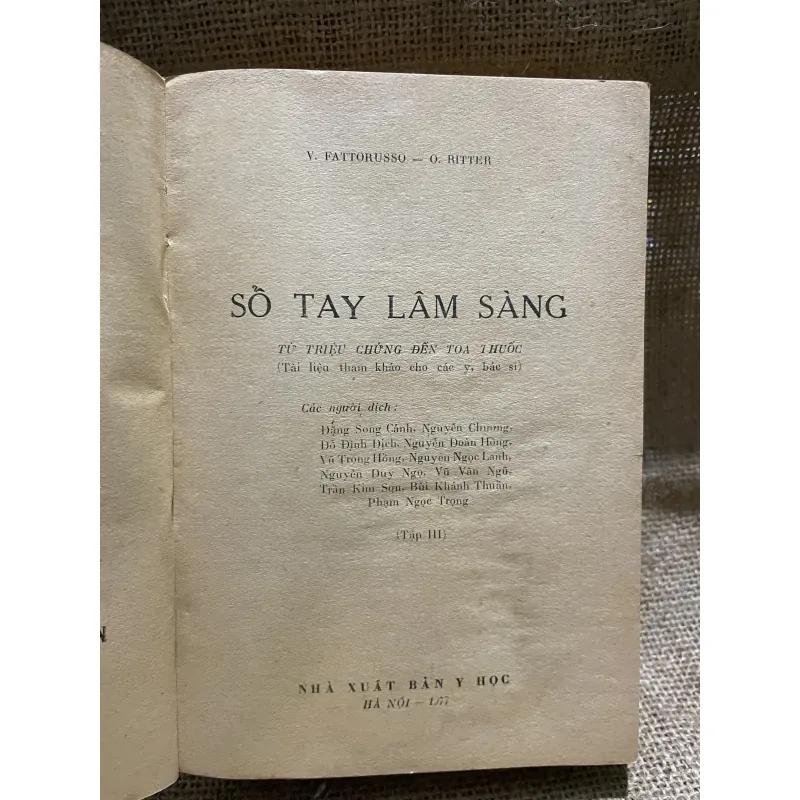 V. FATTORUSSO — O. RITTER
SỔ TAY LÂM SÀNG
TỪ TRIỆU CHỨNG ĐẾN TOA THUỐC
(Tài liệu tham khảo cho các y, bác sĩ)
Các người dịch:
Đặng Song Cảnh, Nguyễn Chương,
Đỗ Đình Địch, Nguyễn Đoàn Hồng,
Vũ Trọng Hồng, Nguyễn Ngọc Lanh,
Nguyễn Duy Ngọ, Vũ Văn Ngũ,
Trần Kim Sơn, Bùi Khánh Thuần,
Phạm Ngọc Trọng
(Tập III)
NHÀ XUẤT BẢN Y HỌC
HÀ NỘI — 1977
N